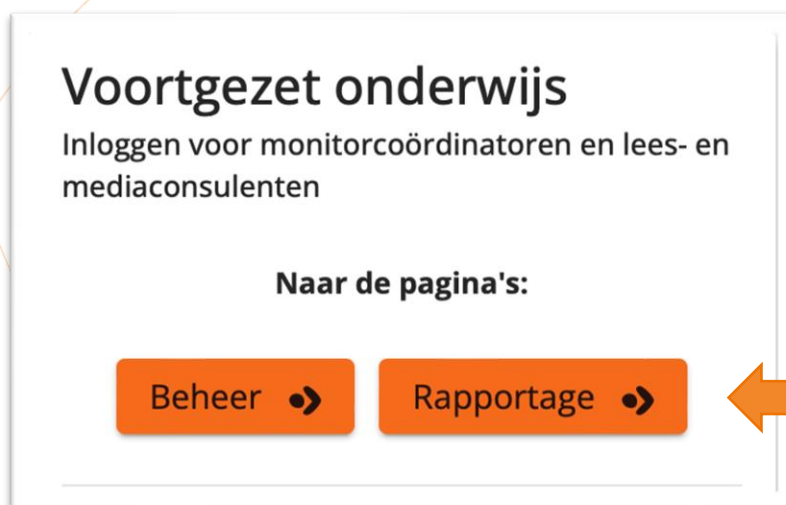 Voortgezet onderwijs
Inloggen voor monitorcoördinatoren en lees- en
mediaconsulenten
Naar de pagina's:
Beheer
Rapportage